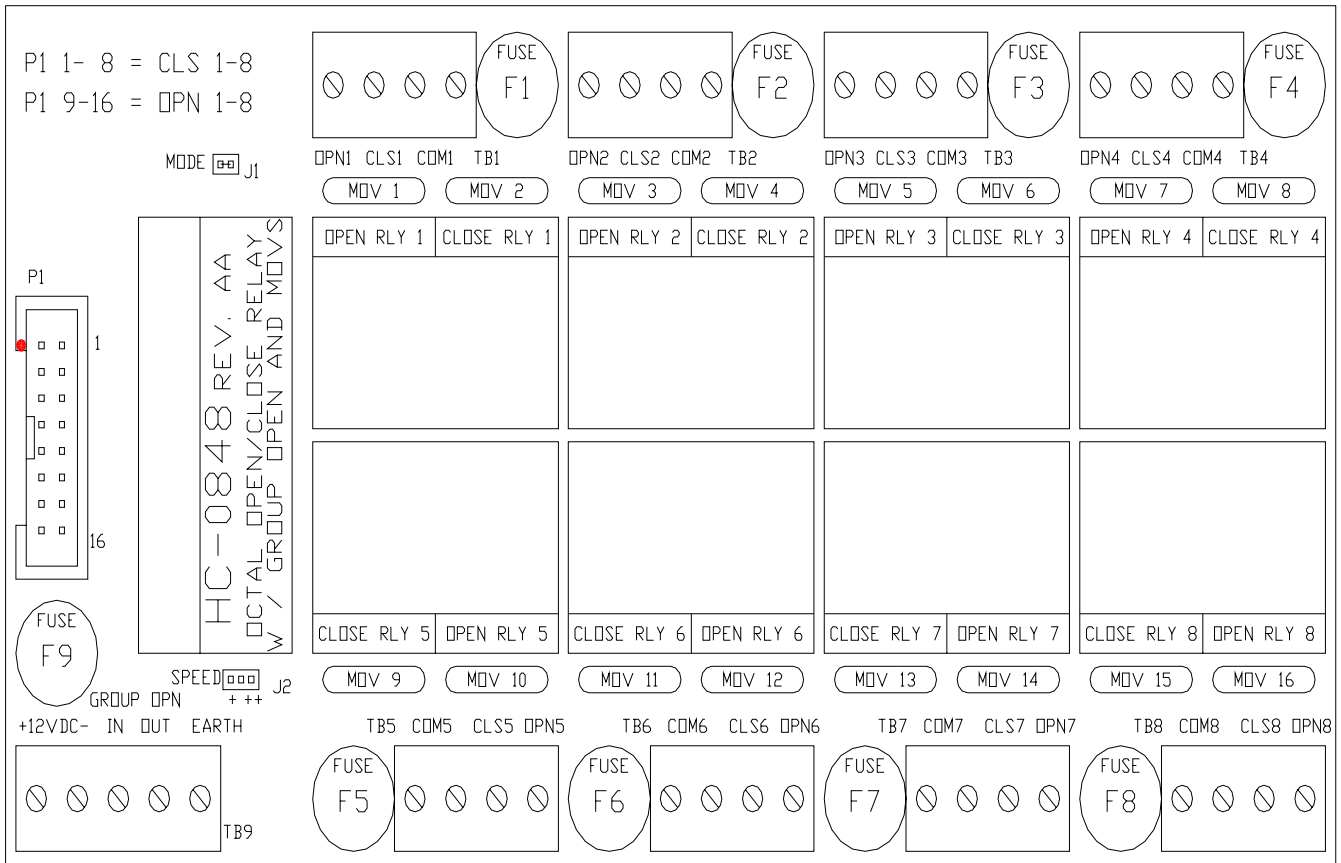 P1 1- 8 = CLS 1-8
P1 9-16 = OPN 1-8
MODE J1
FUSE
F1
FUSE
F2
FUSE
F3
FUSE
F4
OPN1 CLS1 COM1 TB1
OPN2 CLS2 COM2 TB2
OPN3 CLS3 COM3 TB3
OPN4 CLS4 COM4 TB4
MOV 1 MOV 2 MOV 3 MOV 4 MOV 5 MOV 6 MOV 7 MOV 8
OPEN RLY 1 CLOSE RLY 1 OPEN RLY 2 CLOSE RLY 2 OPEN RLY 3 CLOSE RLY 3 OPEN RLY 4 CLOSE RLY 4
P1
1
16
HC-0848 REV. AA
OCTAL OPEN/CLOSE RELAY
W/ GROUP OPEN AND MOVS
CLOSE RLY 5 OPEN RLY 5 CLOSE RLY 6 OPEN RLY 6 CLOSE RLY 7 OPEN RLY 7 CLOSE RLY 8 OPEN RLY 8
MOV 9 MOV 10 MOV 11 MOV 12 MOV 13 MOV 14 MOV 15 MOV 16
FUSE
F9
SPEED J2
+ ++
GROUP OPN
+12VDC- IN OUT EARTH
TB9
TB5 COM5 CLS5 OPN5
TB6 COM6 CLS6 OPN6
TB7 COM7 CLS7 OPN7
TB8 COM8 CLS8 OPN8
FUSE
F5
FUSE
F6
FUSE
F7
FUSE
F8